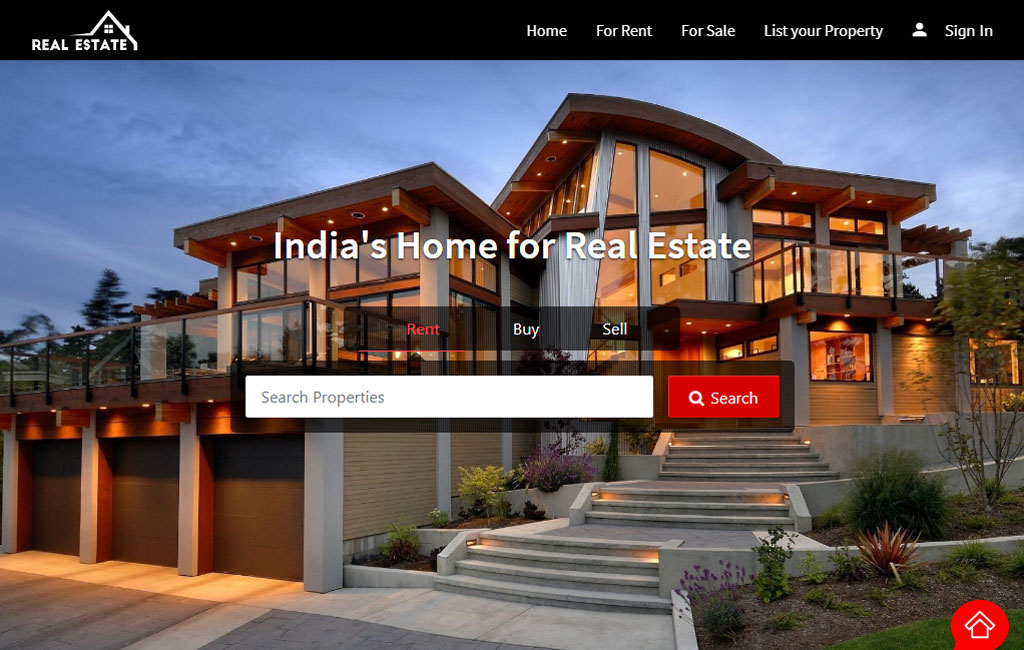 REAL ESTATE
Home
For Rent
For Sale
List your Property
Sign In
India's Home for Real Estate
Rent
Buy
Sell
Search Properties
Search